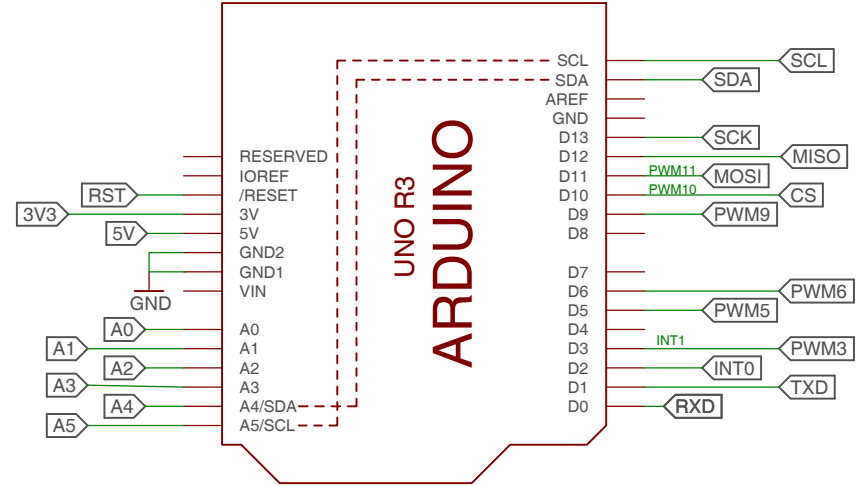 SCL SCL
SDA SDA
AREF
GND
D13 SCK
RESERVED D12 MISO
IOREF D11 PWM11 MOSI
RST /RESET D10 PWM10 CS
3V3 3V D9 PWM9
5V 5V D8
GND2
GND1 D7
GND VIN D6 PWM6
D5 PWM5
A0 A0 D4
A1 A1 D3 INT1 PWM3
A2 A2 D2 INT0
A3 A3 D1 TXD
A4 A4/SDA D0 RXD
A5 A5/SCL
UNO R3
ARDUINO